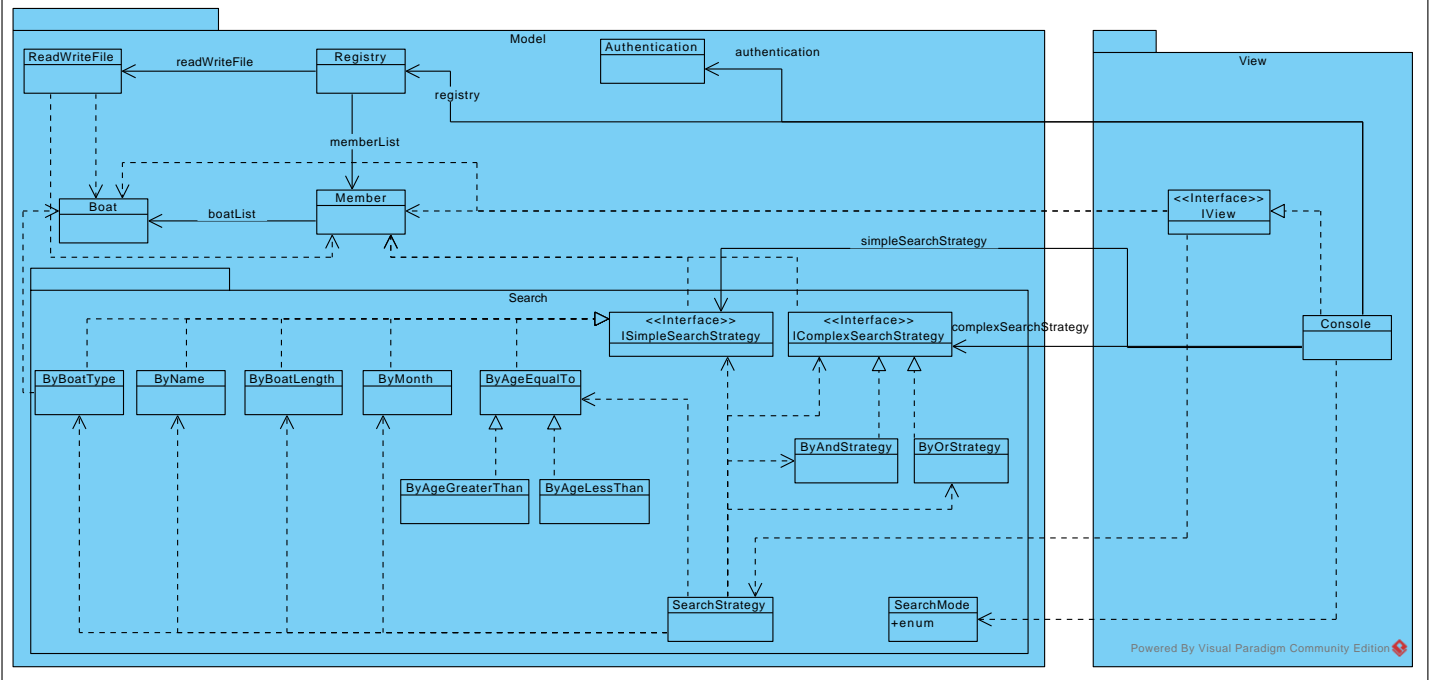 Model
View
ReadWriteFile
readWriteFile
Registry
Authentication
authentication
registry
memberList
Boat
boatList
Member
<<Interface>>
IView
simpleSearchStrategy
Search
<<Interface>>
ISimpleSearchStrategy
<<Interface>>
IComplexSearchStrategy
complexSearchStrategy
Console
ByBoatType
ByName
ByBoatLength
ByMonth
ByAgeEqualTo
ByAndStrategy
ByOrStrategy
ByAgeGreaterThan
ByAgeLessThan
SearchStrategy
SearchMode
+enum
Powered By Visual Paradigm Community Edition